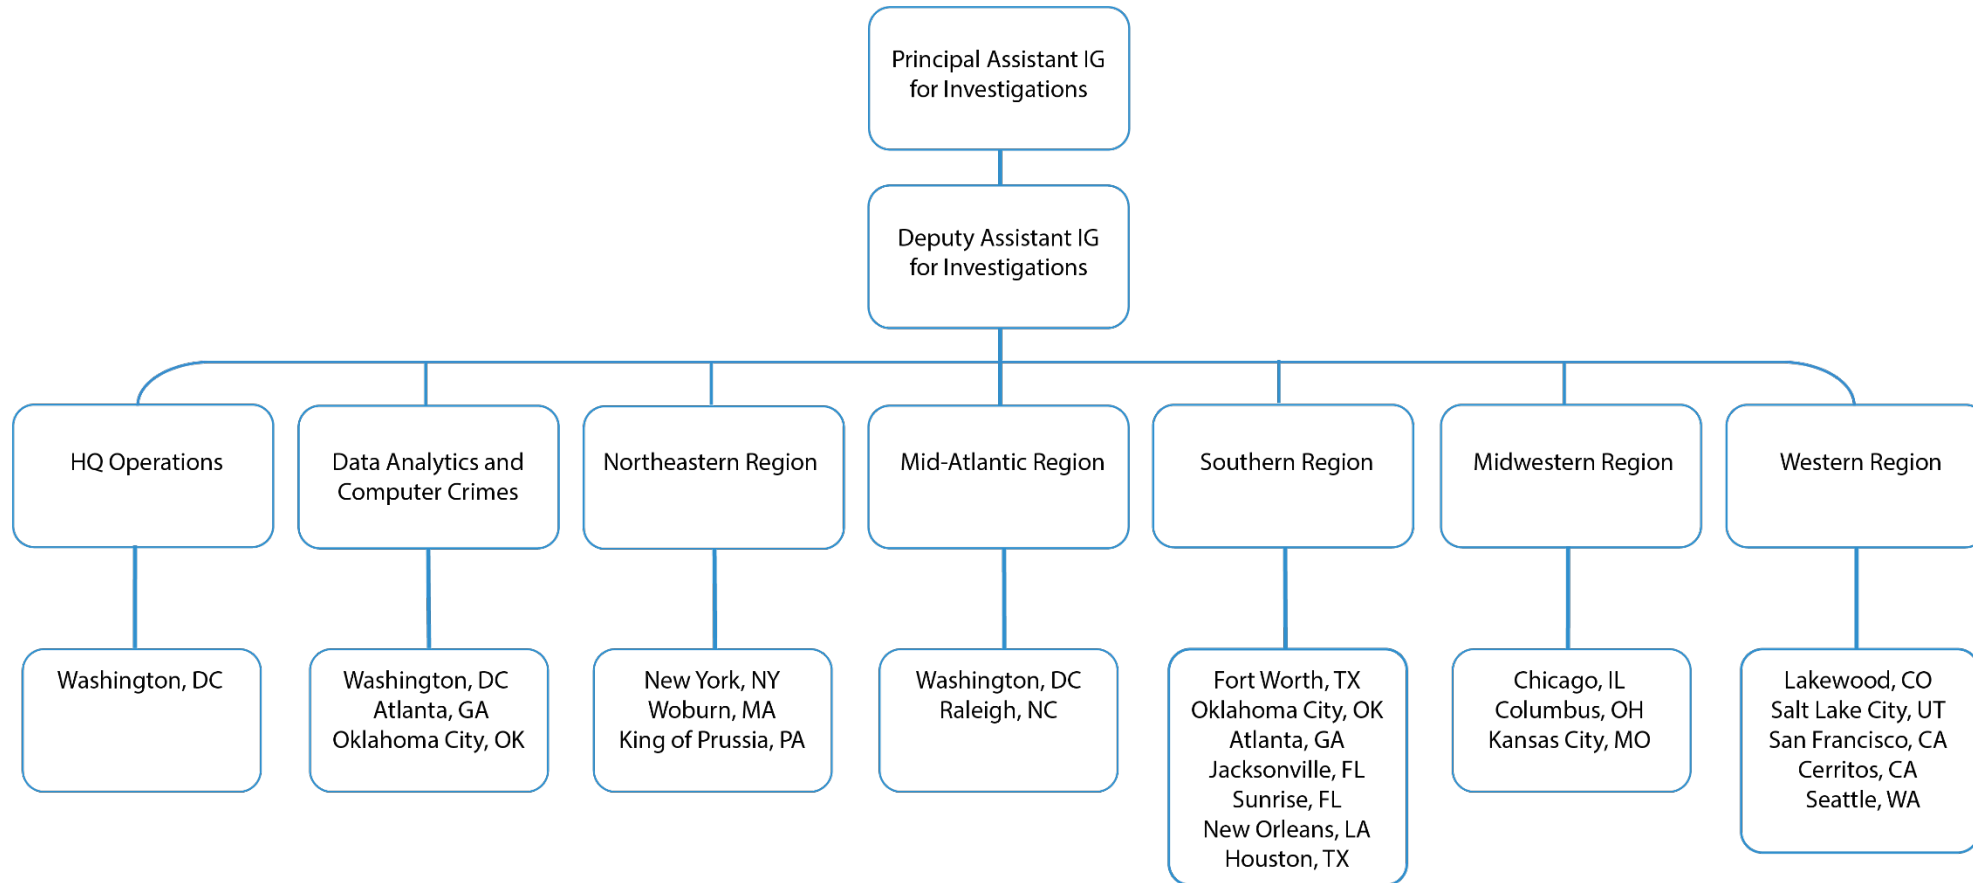 Principal Assistant IG
for Investigations
Deputy Assistant IG
for Investigations
HQ Operations
Data Analytics and
Computer Crimes
Northeastern Region
Mid-Atlantic Region
Southern Region
Midwestern Region
Western Region
Washington, DC
Washington, DC
Atlanta, GA
Oklahoma City, OK
New York, NY
Woburn, MA
King of Prussia, PA
Washington, DC
Raleigh, NC
Fort Worth, TX
Oklahoma City, OK
Atlanta, GA
Jacksonville, FL
Sunrise, FL
New Orleans, LA
Houston, TX
Chicago, IL
Columbus, OH
Kansas City, MO
Lakewood, CO
Salt Lake City, UT
San Francisco, CA
Cerritos, CA
Seattle, WA